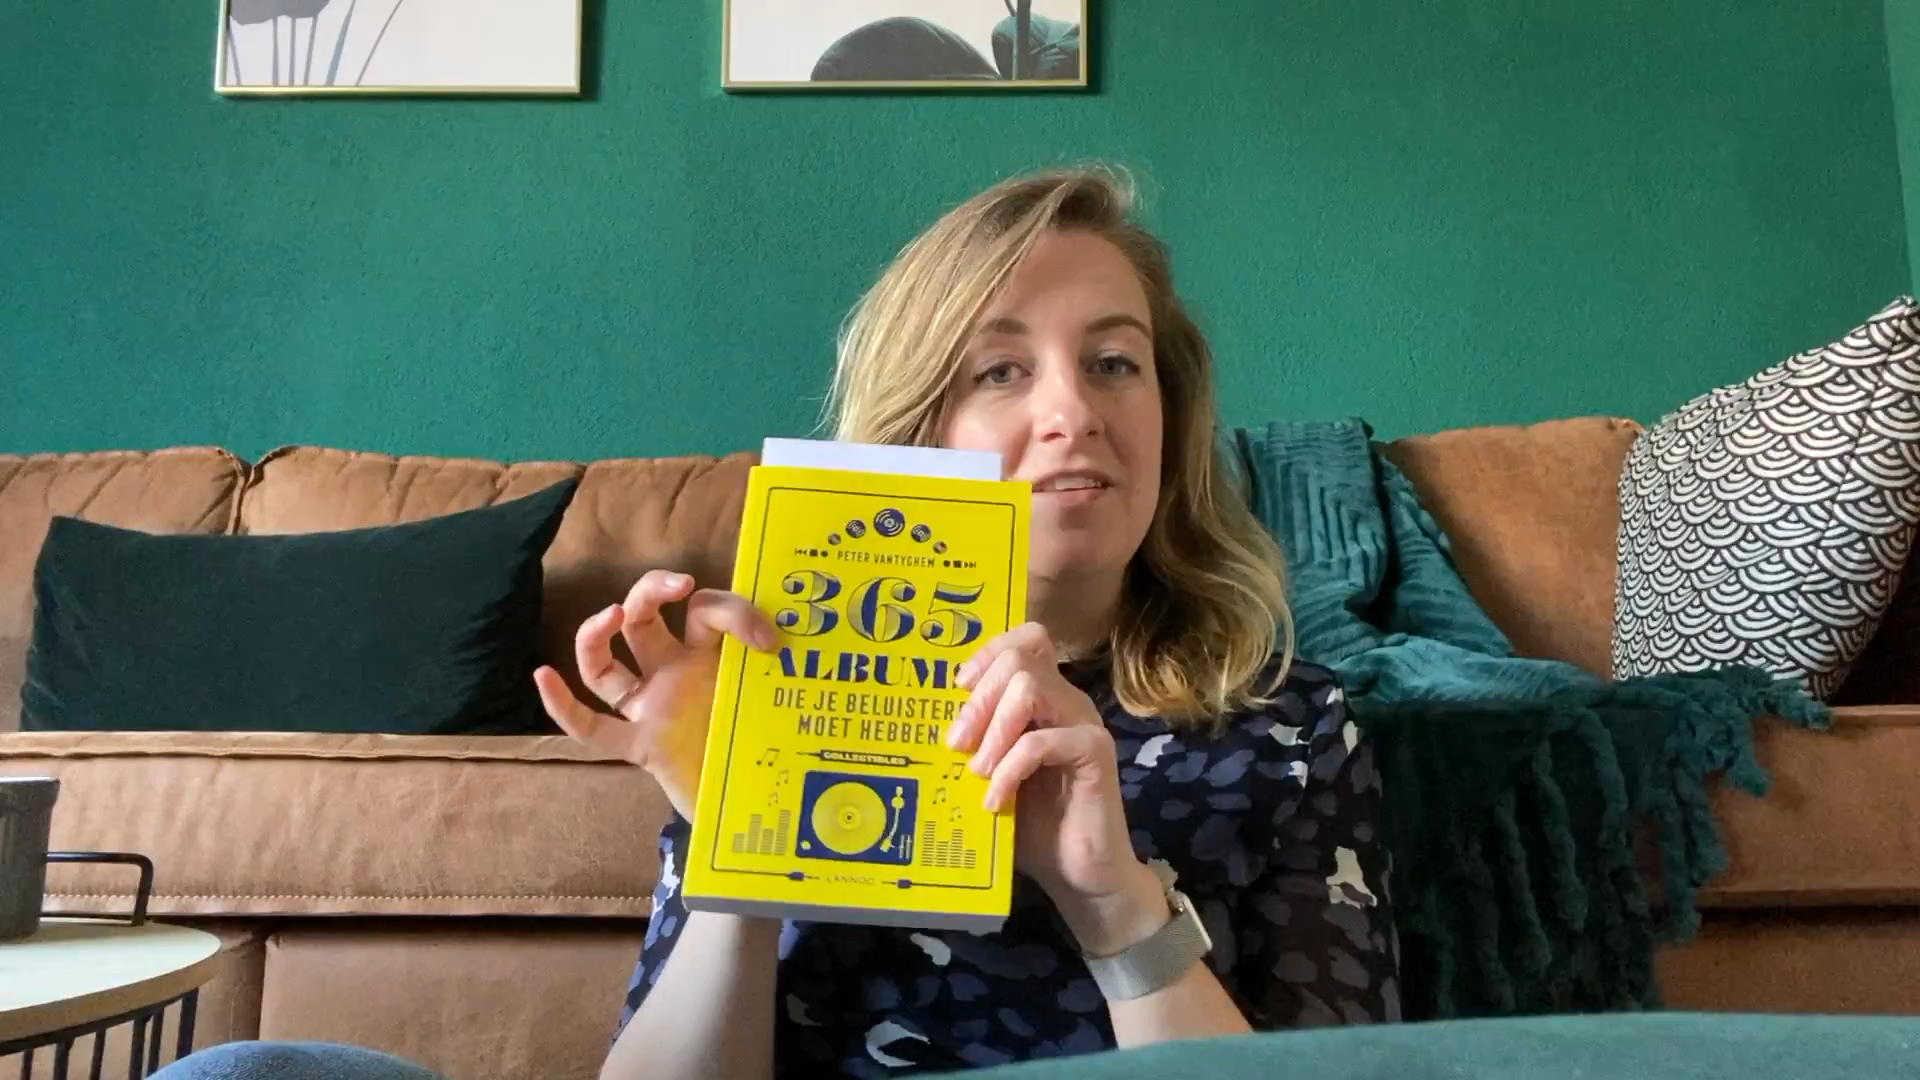 PETER VANTYGHEM
365
ALBUMS
DIE JE BELUISTERD
MOET HEBBEN
COLLECTIBLES
LANNOO